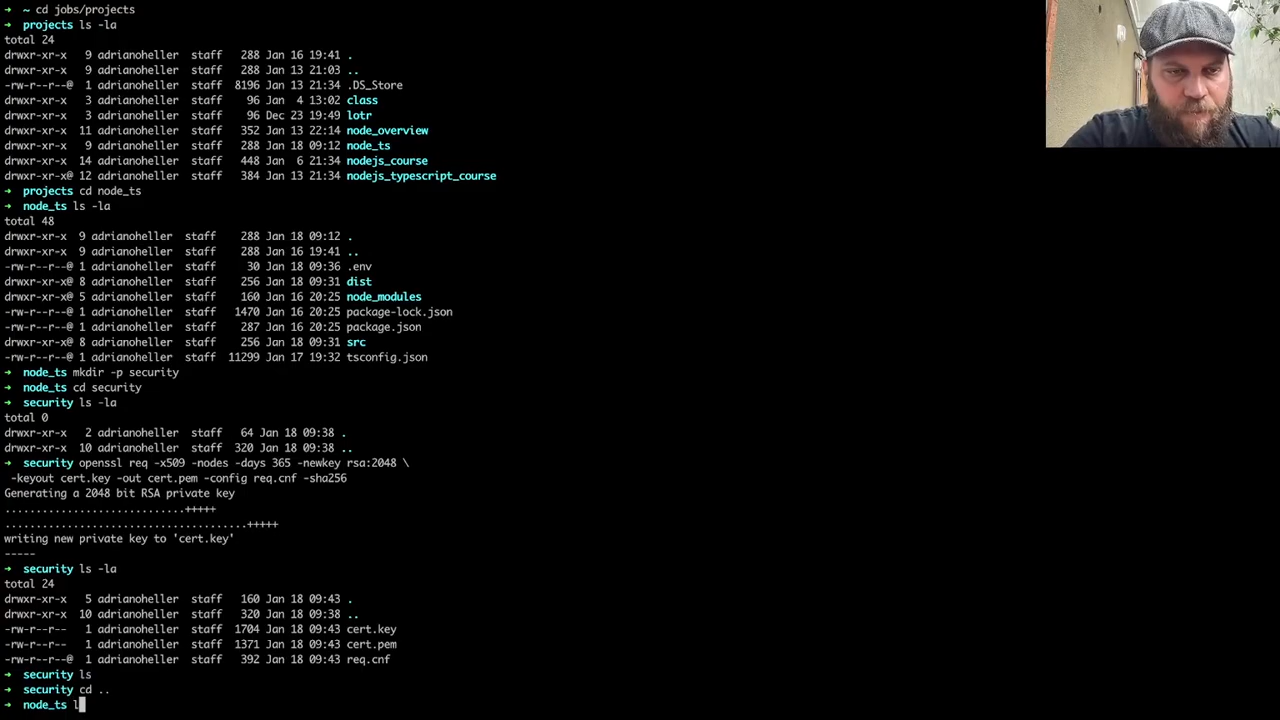 ➜  ~ cd jobs/projects
➜  projects ls -la
total 24
drwxr-xr-x  9 adrianoheller  staff   288 Jan 16 19:41 .
drwxr-xr-x  9 adrianoheller  staff   288 Jan 13 21:03 ..
-rw-r--r--@ 1 adrianoheller  staff  8196 Jan 13 21:34 .DS_Store
drwxr-xr-x  3 adrianoheller  staff    96 Jan  4 13:02 class
drwxr-xr-x  3 adrianoheller  staff    96 Dec 23 19:49 lotr
drwxr-xr-x 11 adrianoheller  staff   352 Jan 13 22:14 node_overview
drwxr-xr-x  9 adrianoheller  staff   288 Jan 18 09:12 node_ts
drwxr-xr-x 14 adrianoheller  staff   448 Jan  6 21:34 nodejs_course
drwxr-xr-x@ 12 adrianoheller  staff   384 Jan 13 21:34 nodejs_typescript_course
➜  projects cd node_ts
➜  node_ts ls -la
total 48
drwxr-xr-x  9 adrianoheller  staff   288 Jan 18 09:12 .
drwxr-xr-x  9 adrianoheller  staff   288 Jan 16 19:41 ..
-rw-r--r--@ 1 adrianoheller  staff    30 Jan 18 09:36 .env
drwxr-xr-x@ 8 adrianoheller  staff   256 Jan 18 09:31 dist
drwxr-xr-x@ 5 adrianoheller  staff   160 Jan 16 20:25 node_modules
-rw-r--r--@ 1 adrianoheller  staff  1470 Jan 16 20:25 package-lock.json
-rw-r--r--@ 1 adrianoheller  staff   287 Jan 16 20:25 package.json
drwxr-xr-x@ 8 adrianoheller  staff   256 Jan 18 09:31 src
-rw-r--r--@ 1 adrianoheller  staff 11299 Jan 17 19:32 tsconfig.json
➜  node_ts mkdir -p security
➜  node_ts cd security
➜  security ls -la
total 0
drwxr-xr-x  2 adrianoheller  staff   64 Jan 18 09:38 .
drwxr-xr-x 10 adrianoheller  staff  320 Jan 18 09:38 ..
➜  security openssl req -x509 -nodes -days 365 -newkey rsa:2048 \
-keyout cert.key -out cert.pem -config req.cnf -sha256
Generating a 2048 bit RSA private key
.............................+++++
.......................................+++++
writing new private key to 'cert.key'
-----
➜  security ls -la
total 24
drwxr-xr-x  5 adrianoheller  staff   160 Jan 18 09:43 .
drwxr-xr-x 10 adrianoheller  staff   320 Jan 18 09:38 ..
-rw-r--r--  1 adrianoheller  staff  1704 Jan 18 09:43 cert.key
-rw-r--r--  1 adrianoheller  staff  1371 Jan 18 09:43 cert.pem
-rw-r--r--@ 1 adrianoheller  staff   392 Jan 18 09:43 req.cnf
➜  security ls
➜  security cd ..
➜  node_ts l